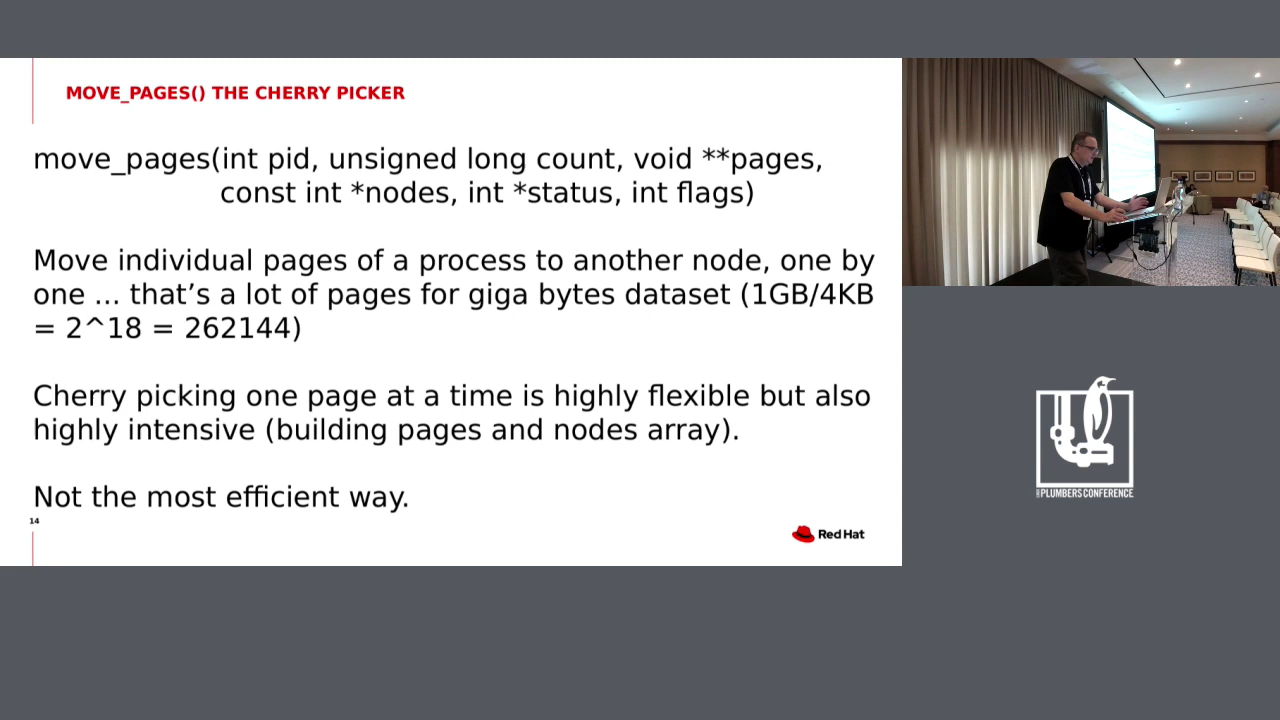 MOVE_PAGES() THE CHERRY PICKER
move_pages(int pid, unsigned long count, void **pages,
const int *nodes, int *status, int flags)
Move individual pages of a process to another node, one by
one ... that’s a lot of pages for giga bytes dataset (1GB/4KB
= 2^18 = 262144)
Cherry picking one page at a time is highly flexible but also
highly intensive (building pages and nodes array).
Not the most efficient way.
14
Red Hat
PLUMBERS CONFERENCE